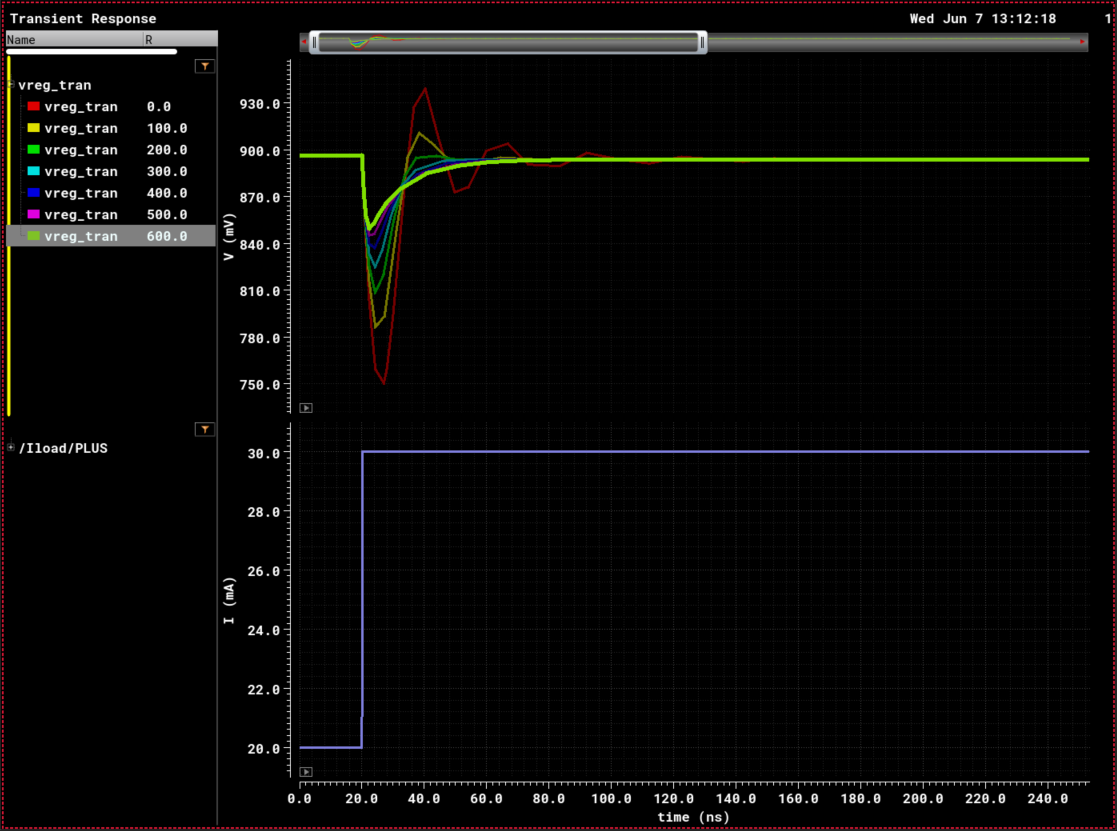 Transient Response
Wed Jun 7 13:12:18 1
Name R
vreg_tran
vreg_tran 0.0
vreg_tran 100.0
vreg_tran 200.0
vreg_tran 300.0
vreg_tran 400.0
vreg_tran 500.0
vreg_tran 600.0
V (mV)
930.0
900.0
870.0
840.0
810.0
780.0
750.0
/Iload/PLUS
I (mA)
30.0
28.0
26.0
24.0
22.0
20.0
0.0 20.0 40.0 60.0 80.0 100.0 120.0 140.0 160.0 180.0 200.0 220.0 240.0
time (ns)